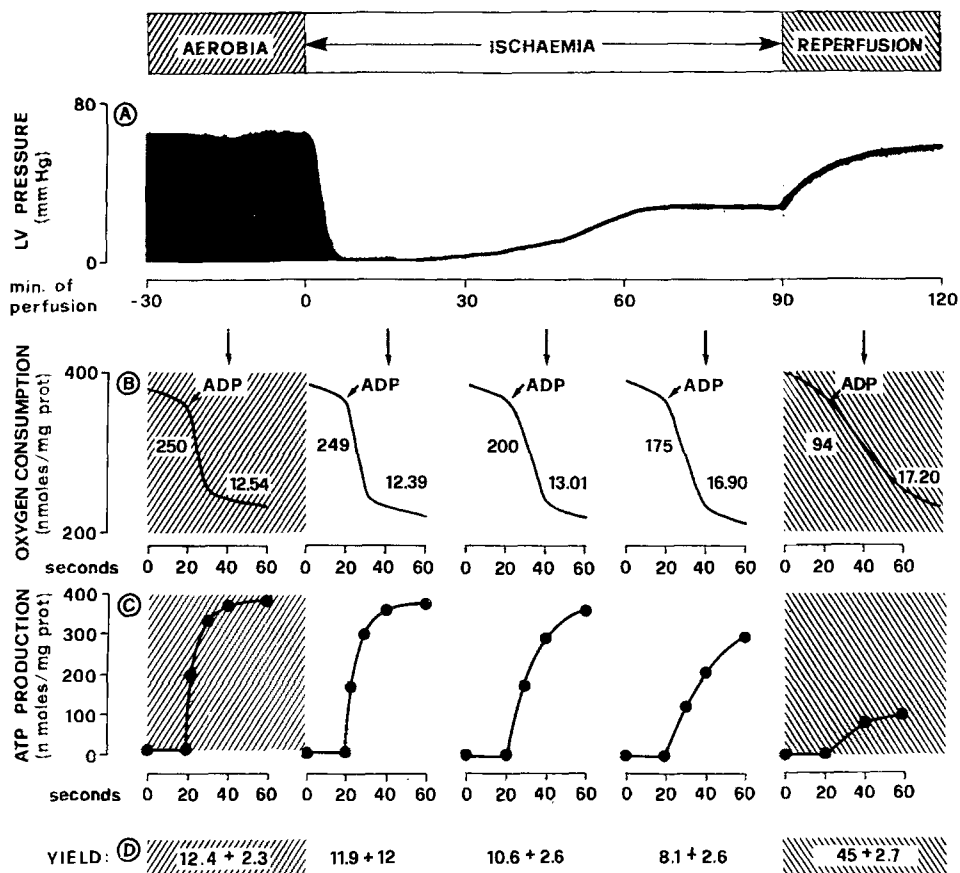 AEROBIA ISCHAEMIA REPERFUSION
A
LV PRESSURE
(mm Hg)
80
0
min. of
perfusion
-30 0 30 60 90 120
B
OXYGEN CONSUMPTION
(nmoles/mg prot)
400
200
ADP ADP ADP ADP ADP
250 249 200 175 94
12.54 12.39 13.01 16.90 17.20
seconds 0 20 40 60 0 20 40 60 0 20 40 60 0 20 40 60 0 20 40 60
C
ATP PRODUCTION
(n moles/mg prot)
400
300
200
100
0
seconds 0 20 40 60 0 20 40 60 0 20 40 60 0 20 40 60 0 20 40 60
YIELD: D 12.4 + 2.3 11.9 + 12 10.6 + 2.6 8.1 + 2.6 45 + 2.7